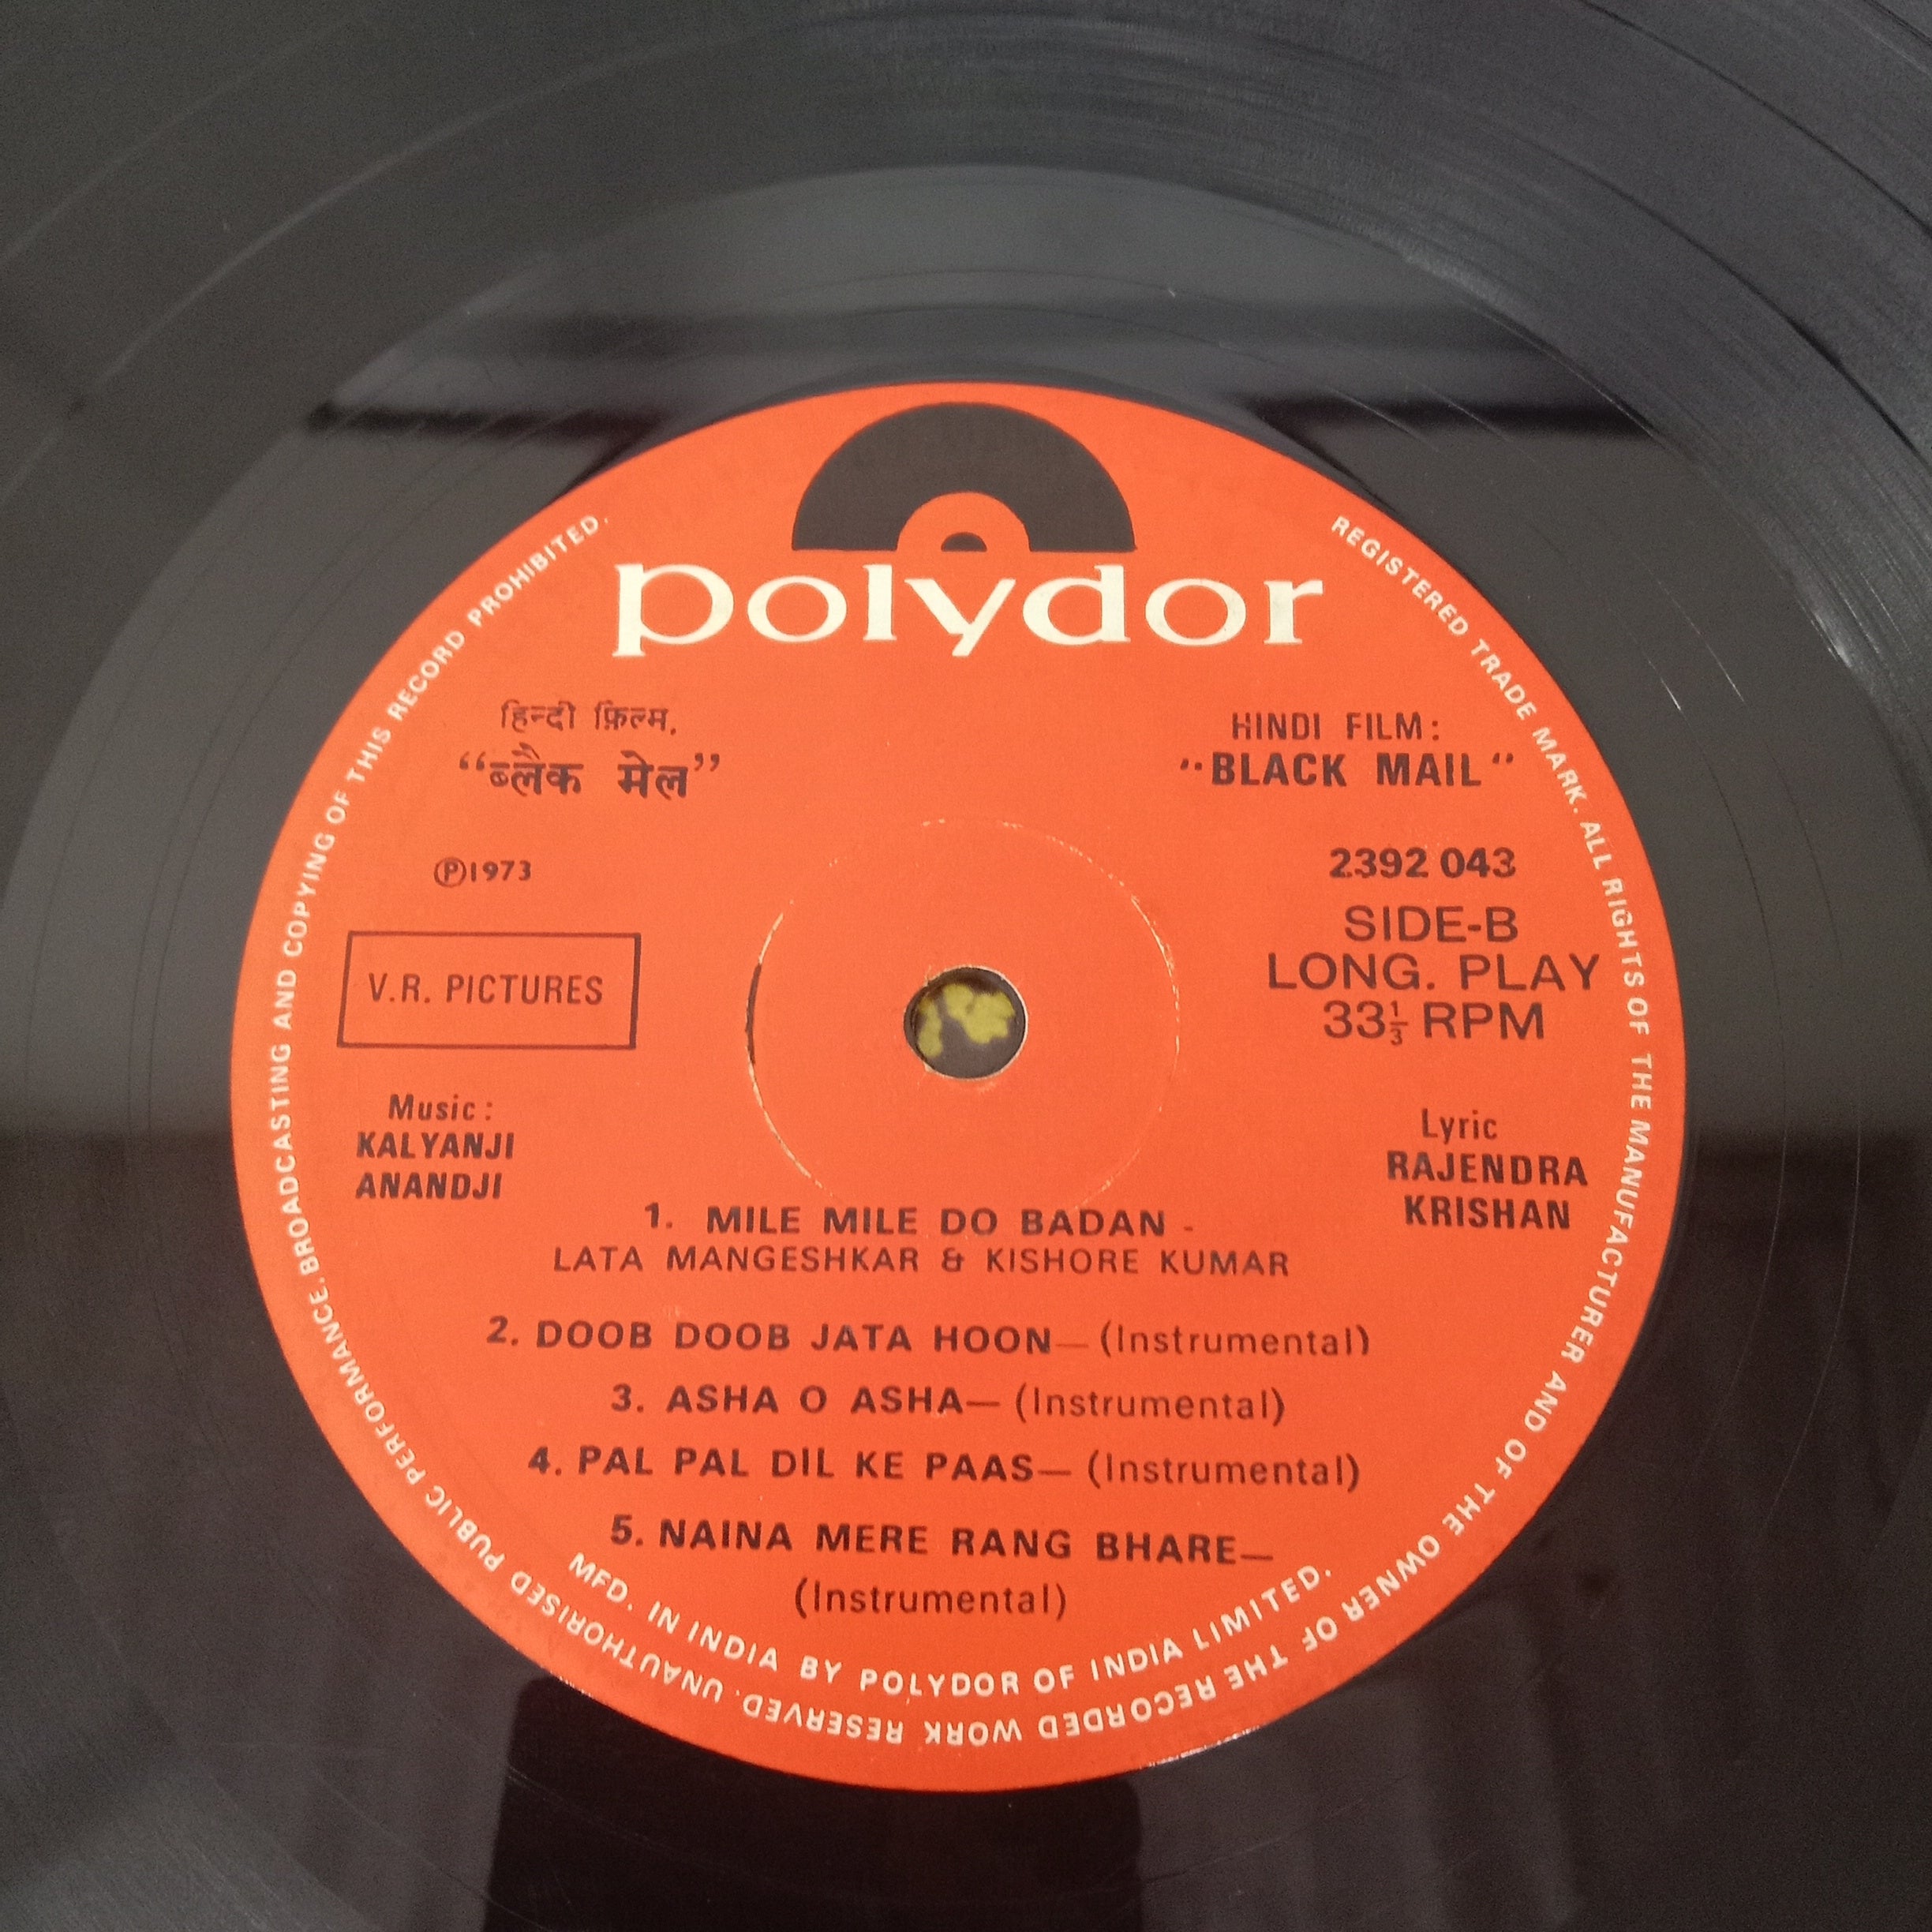 polydor
हिन्दी फ़िल्म,
“ब्लैक मेल”
HINDI FILM:
"BLACK MAIL"
℗1973
V.R. PICTURES
2392 043
SIDE-B
LONG. PLAY
33⅓ RPM
Music:
KALYANJI
ANANDJI
Lyric
RAJENDRA
KRISHAN
1. MILE MILE DO BADAN -
LATA MANGESHKAR & KISHORE KUMAR
2. DOOB DOOB JATA HOON— (Instrumental)
3. ASHA O ASHA— (Instrumental)
4. PAL PAL DIL KE PAAS— (Instrumental)
5. NAINA MERE RANG BHARE—
(Instrumental)
MFD. IN INDIA BY POLYDOR OF INDIA LIMITED.
REGISTERED TRADE MARK. ALL RIGHTS OF THE MANUFACTURER AND OF THE OWNER OF THE RECORDED WORK RESERVED. UNAUTHORISED PUBLIC PERFORMANCE. BROADCASTING AND COPYING OF THIS RECORD PROHIBITED.